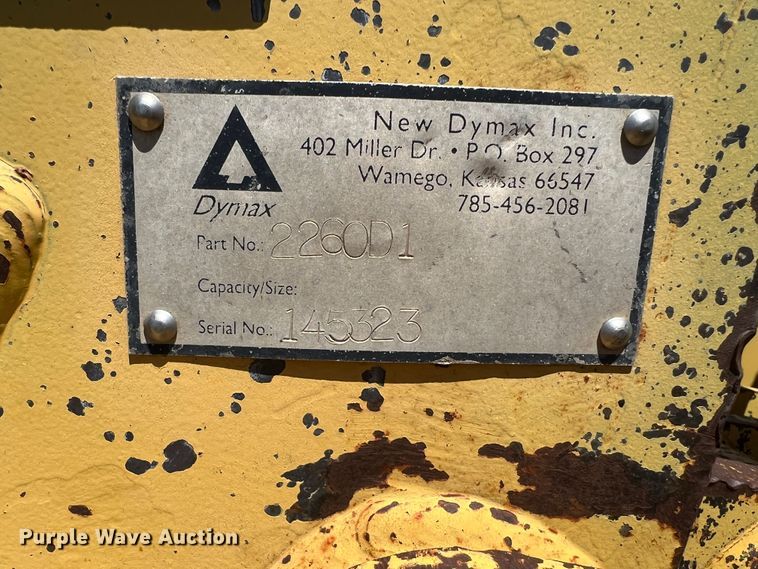 New Dymax Inc.
402 Miller Dr. • P.O. Box 297
Wamego, Kansas 66547
785-456-2081
Dymax
Part No.: 2260D1
Capacity/Size:
Serial No.: 145323
Purple Wave Auction